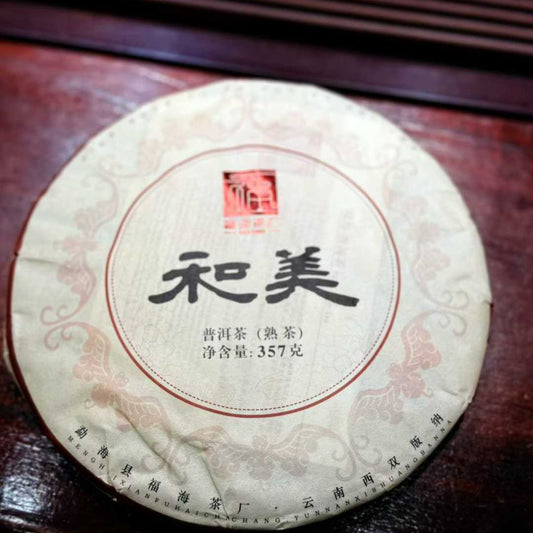 福
和美
普洱茶（熟茶）
净含量：357克
勐海县福海茶厂·云南西双版纳
MENGHAIXIANFUHAICHACHANG YUNNANXISHUANGBANNA